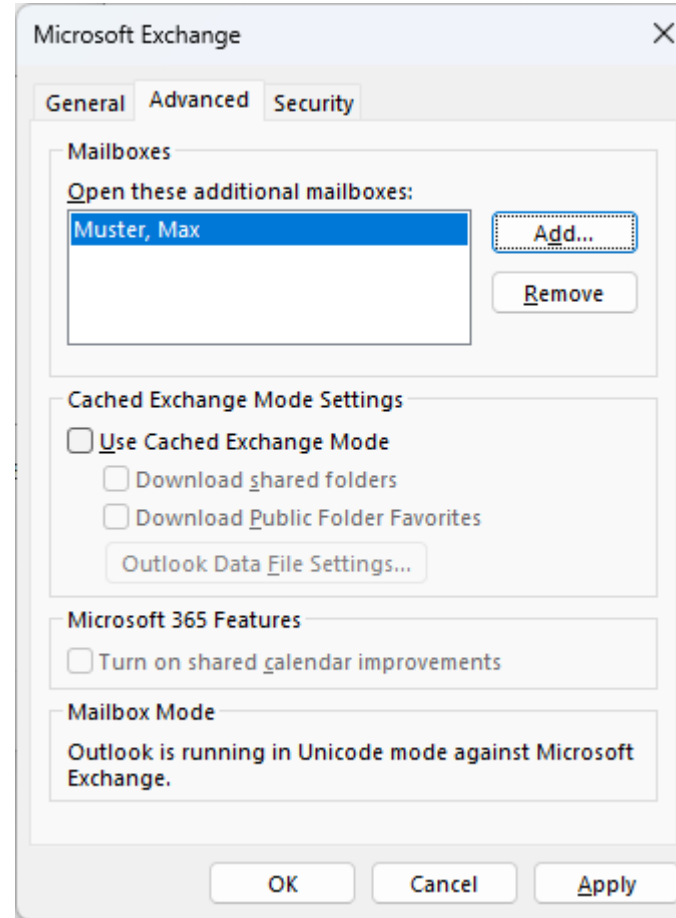 Microsoft Exchange
General Advanced Security
Mailboxes
Open these additional mailboxes:
Muster, Max
Add...
Remove
Cached Exchange Mode Settings
Use Cached Exchange Mode
Download shared folders
Download Public Folder Favorites
Outlook Data File Settings...
Microsoft 365 Features
Turn on shared calendar improvements
Mailbox Mode
Outlook is running in Unicode mode against Microsoft
Exchange.
OK Cancel Apply